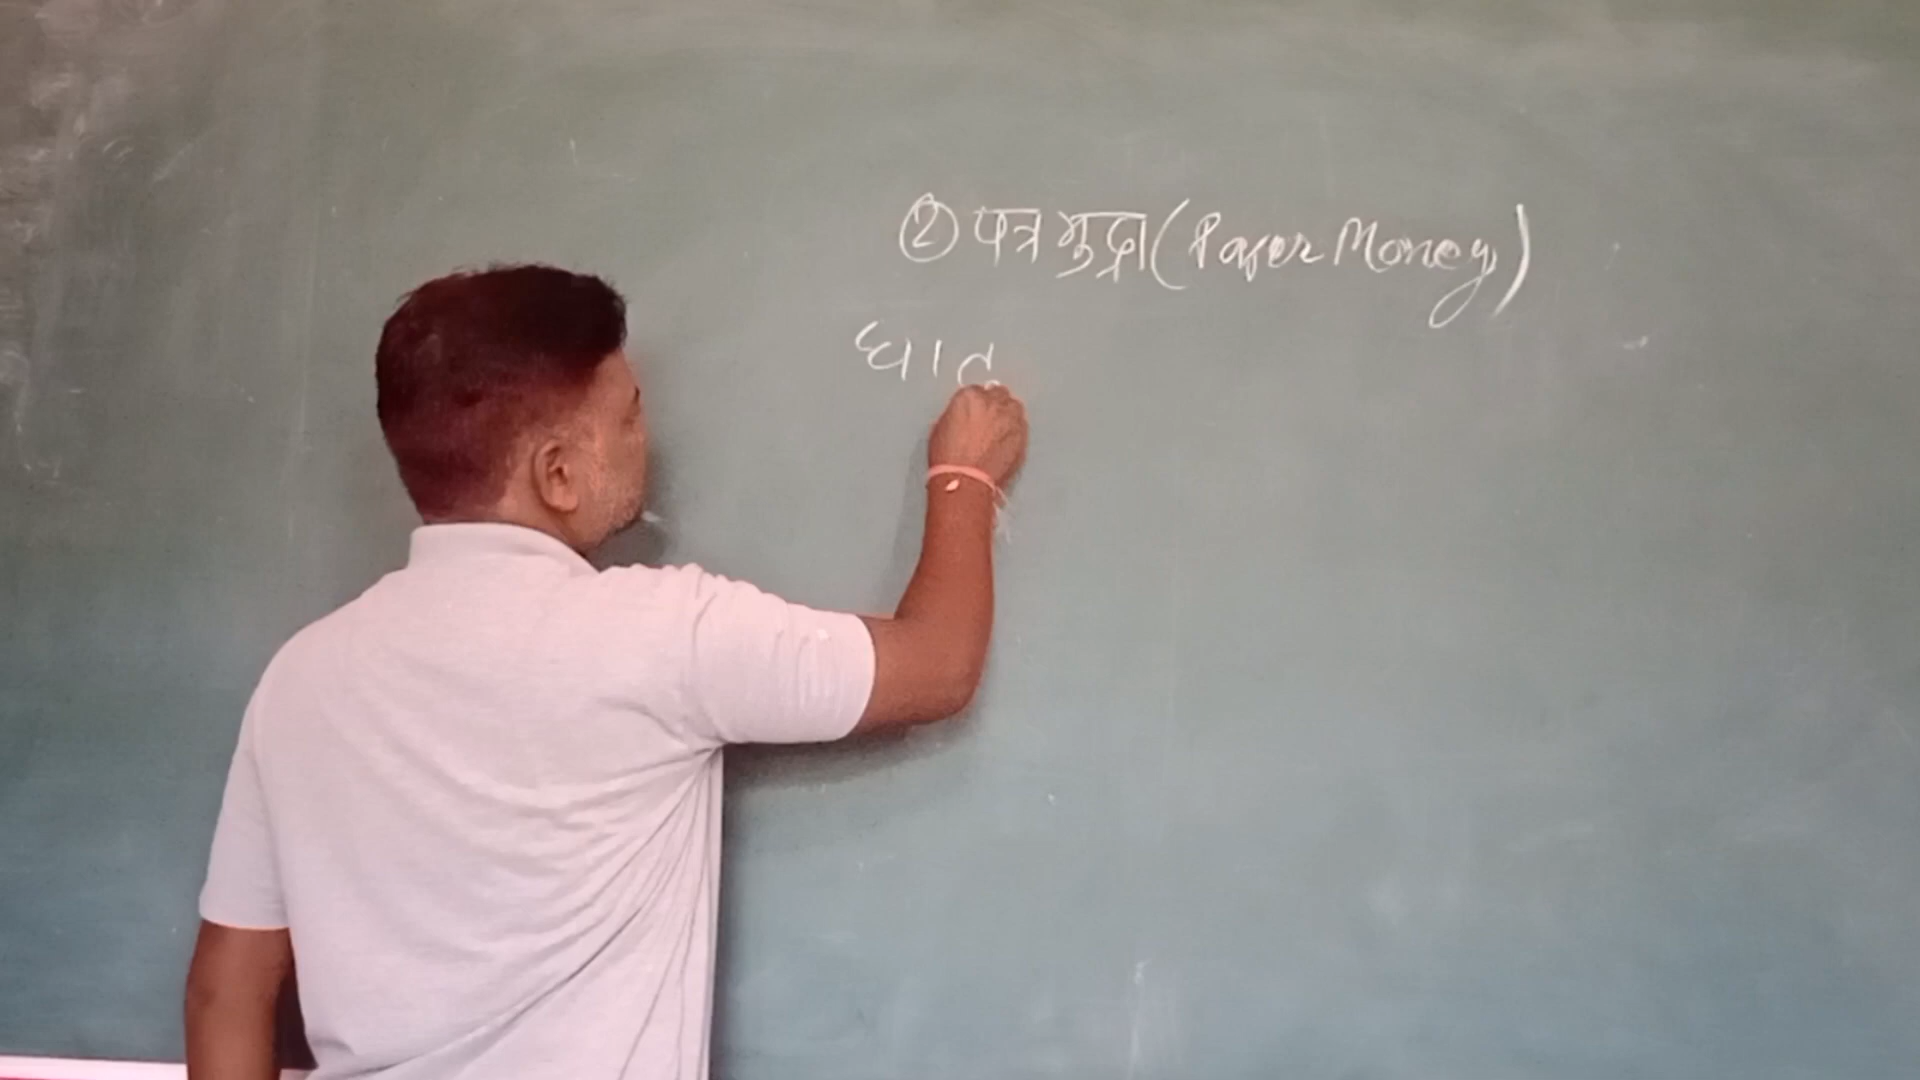 ② पत्र मुद्रा (Paper Money)
धात